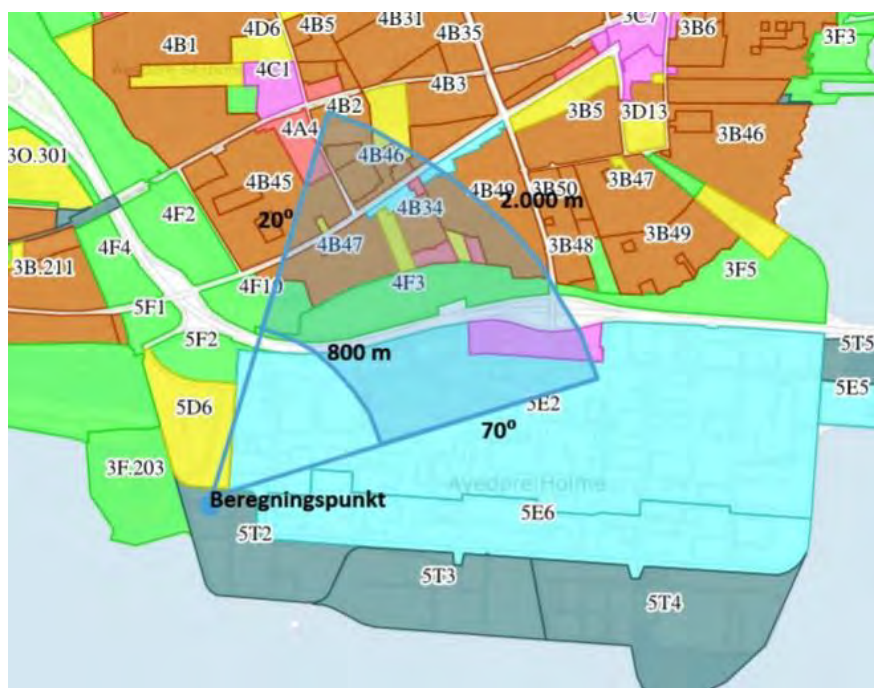 4D6
4B5
4B31
4B35
3C7
3B6
3F3
4B1
4C1
4B3
4B2
4A4
3B5
3D13
3B46
3O.301
4B46
4B45
4B49
3B50
3B47
2.000 m
4F2
20°
4B34
4B47
3B48
3B49
4F4
3B.211
4F10
4F3
3F5
5F1
5F2
800 m
5T5
5D6
5E2
5E5
70°
3F.203
Avedøre Holme
Beregningspunkt
5E6
5T2
5T3
5T4